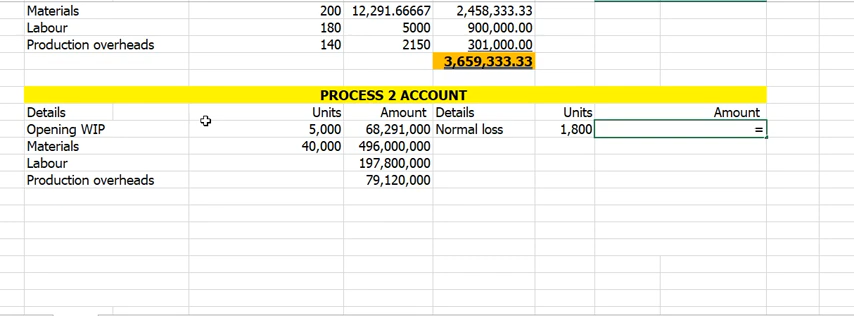 Materials 200 12,291.66667 2,458,333.33
Labour 180 5000 900,000.00
Production overheads 140 2150 301,000.00
3,659,333.33
PROCESS 2 ACCOUNT
Details Units Amount Details Units Amount
Opening WIP 5,000 68,291,000 Normal loss 1,800 =
Materials 40,000 496,000,000
Labour 197,800,000
Production overheads 79,120,000